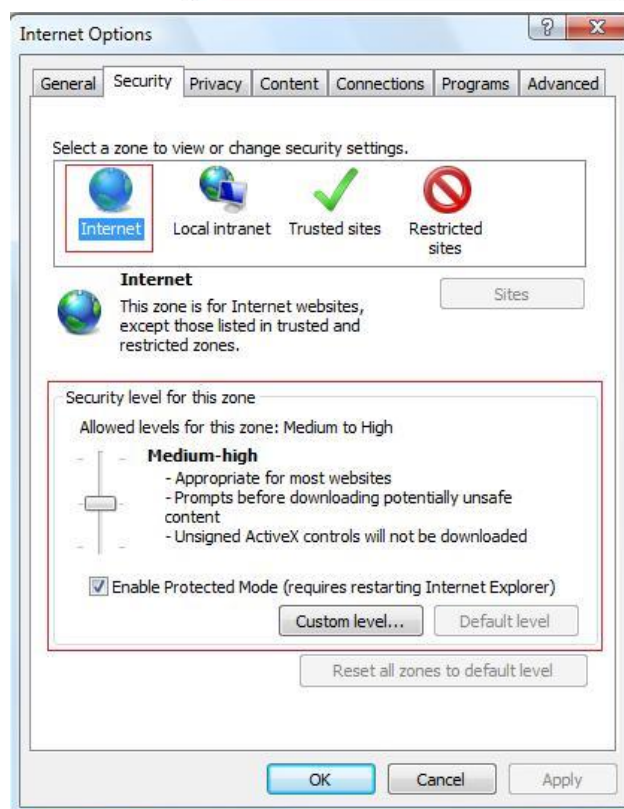 Internet Options
?
General Security Privacy Content Connections Programs Advanced
Select a zone to view or change security settings.
Internet Local intranet Trusted sites Restricted
sites
Internet
This zone is for Internet websites,
except those listed in trusted and
restricted zones.
Sites
Security level for this zone
Allowed levels for this zone: Medium to High
Medium-high
- Appropriate for most websites
- Prompts before downloading potentially unsafe
content
- Unsigned ActiveX controls will not be downloaded
Enable Protected Mode (requires restarting Internet Explorer)
Custom level... Default level
Reset all zones to default level
OK Cancel Apply